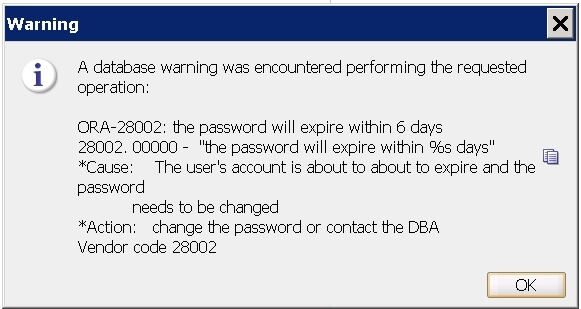 Warning
A database warning was encountered performing the requested
operation:
ORA-28002: the password will expire within 6 days
28002. 00000 - "the password will expire within %s days"
*Cause: The user's account is about to about to expire and the
password
needs to be changed
*Action: change the password or contact the DBA
Vendor code 28002
OK